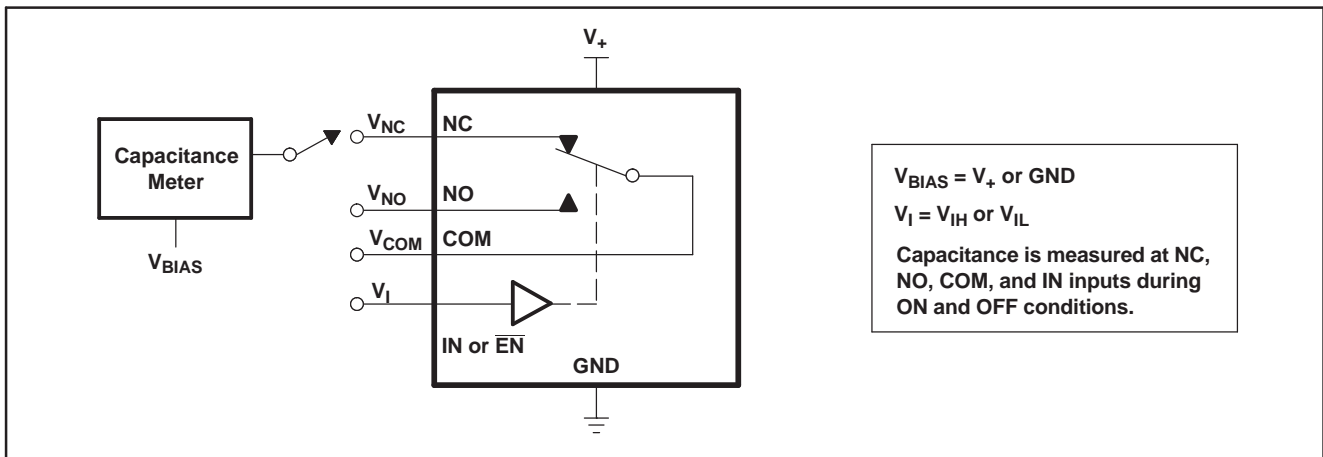 V+
Capacitance
Meter
VBIAS
VNC NC
VNO NO
VCOM COM
VI
IN or E̅N̅
GND
VBIAS = V+ or GND
VI = VIH or VIL
Capacitance is measured at NC,
NO, COM, and IN inputs during
ON and OFF conditions.